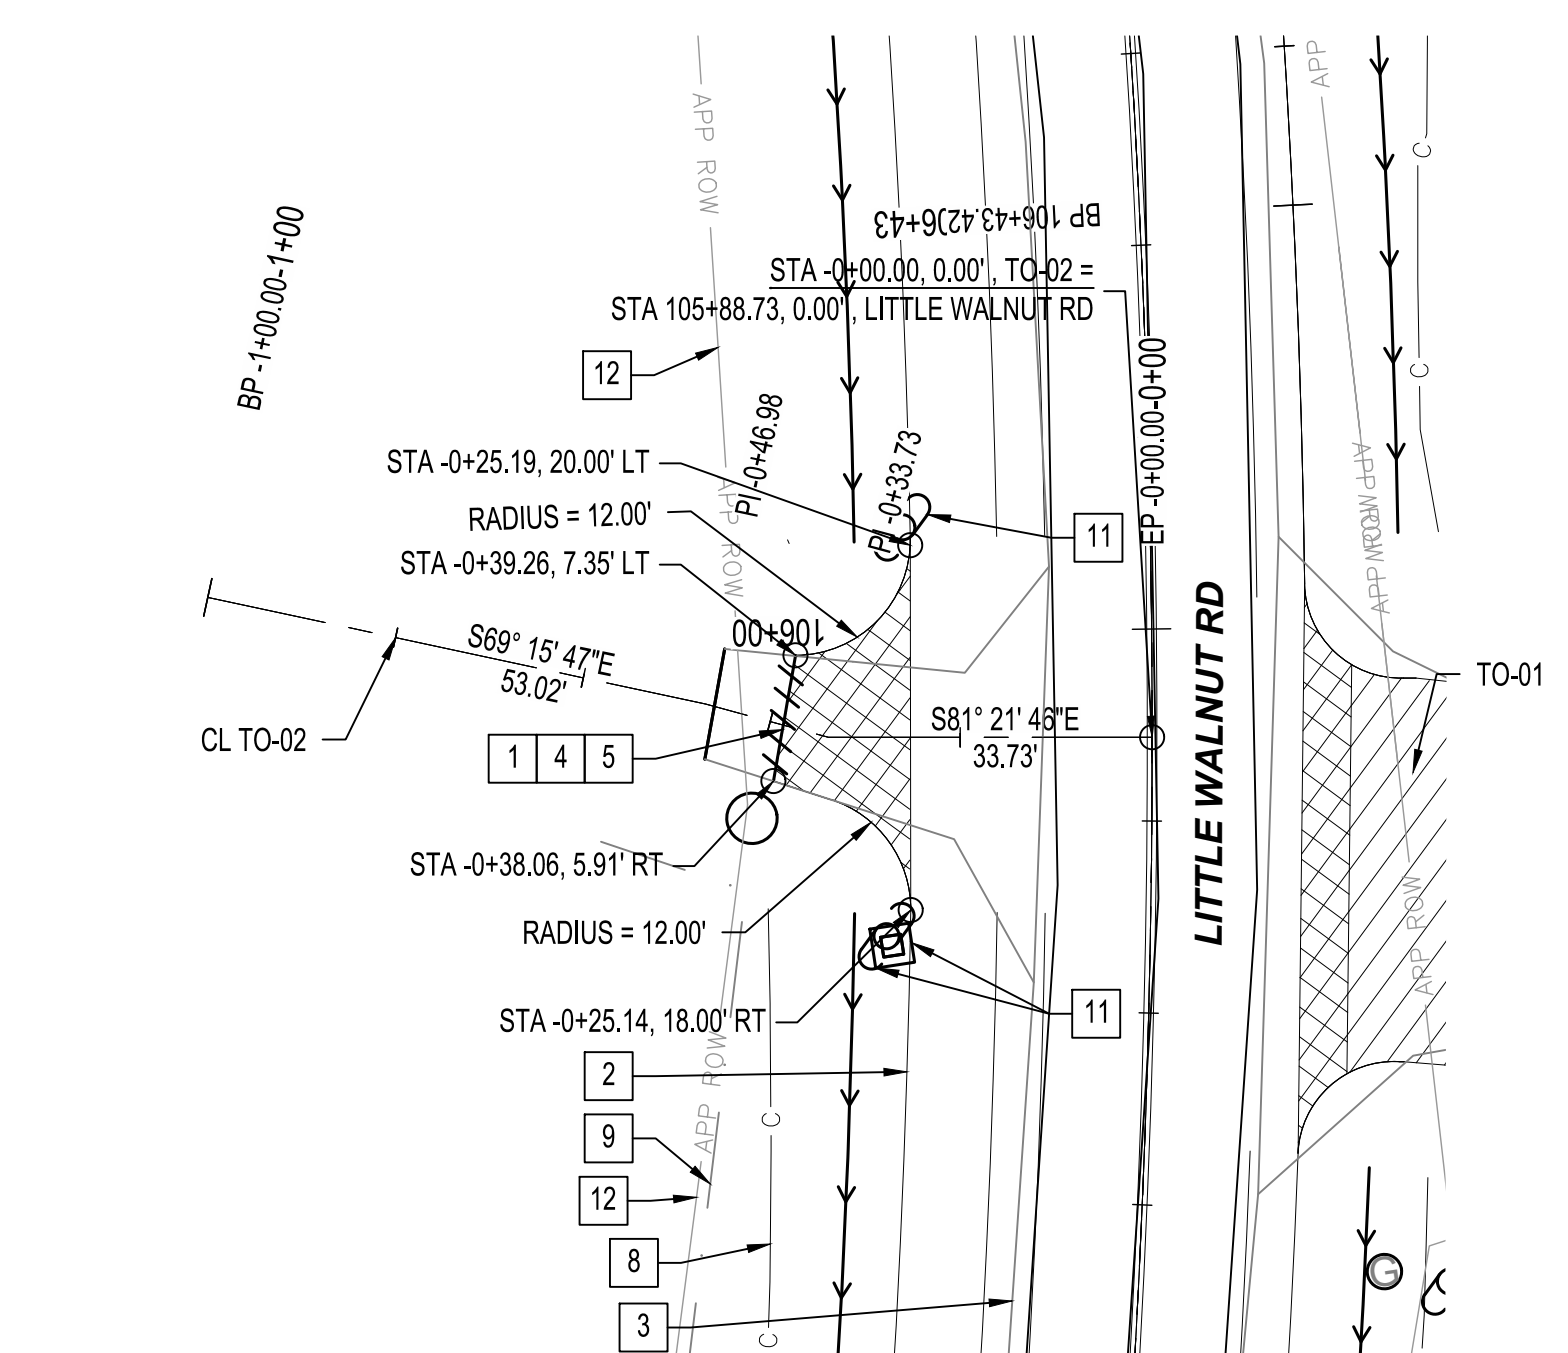 APP ROW
APP
C
BP -1+00.00-1+00
BP 106+43.42)6+43
STA -0+00.00, 0.00' , TO-02 =
STA 105+88.73, 0.00' , LITTLE WALNUT RD
12
EP -0+00.00-0+00
C
PI -0+46.98
PI -0+33.73
STA -0+25.19, 20.00' LT
APP ROW
RADIUS = 12.00'
11
STA -0+39.26, 7.35' LT
106+00
S69° 15' 47"E
53.02'
LITTLE WALNUT RD
TO-01
CL TO-02
S81° 21' 46"E
33.73'
1 4 5
STA -0+38.06, 5.91' RT
RADIUS = 12.00'
APP ROW
STA -0+25.14, 18.00' RT
11
2
APP ROW
9
C
12
8
G
3
C